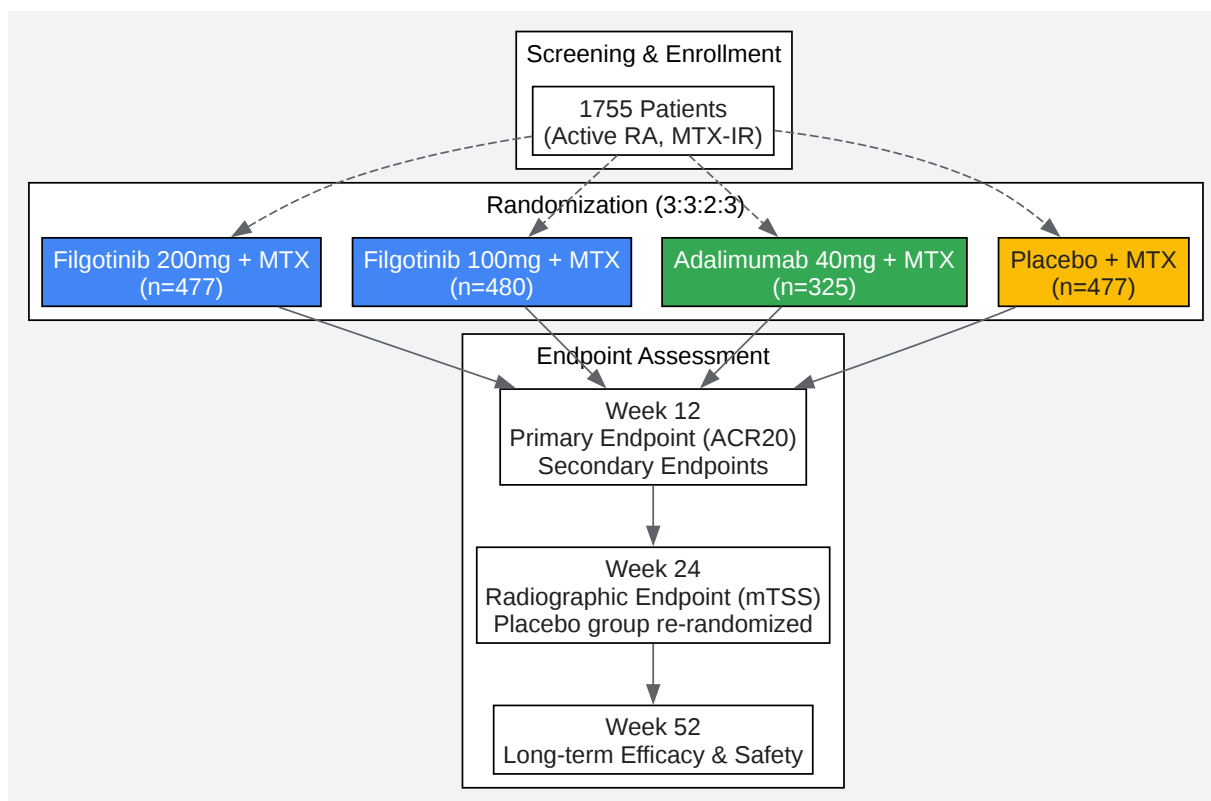 Screening & Enrollment
1755 Patients
(Active RA, MTX-IR)
Randomization (3:3:2:3)
Filgotinib 200mg + MTX
(n=477)
Filgotinib 100mg + MTX
(n=480)
Adalimumab 40mg + MTX
(n=325)
Placebo + MTX
(n=477)
Endpoint Assessment
Week 12
Primary Endpoint (ACR20)
Secondary Endpoints
Week 24
Radiographic Endpoint (mTSS)
Placebo group re-randomized
Week 52
Long-term Efficacy & Safety